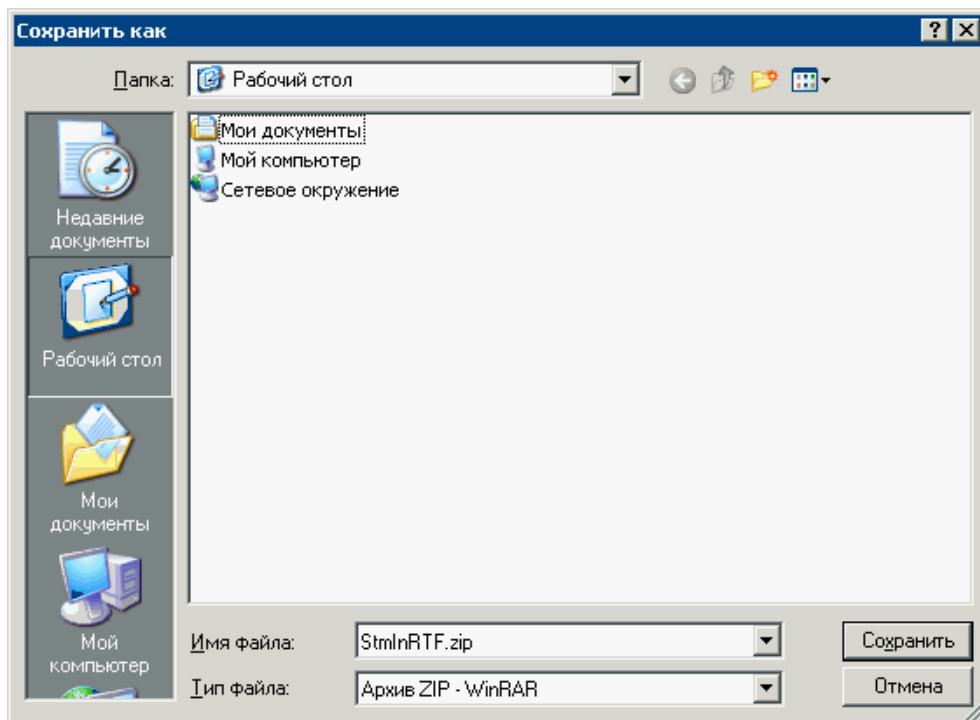 Сохранить как
Папка: Рабочий стол
Мои документы
Мой компьютер
Сетевое окружение
Недавние
документы
Рабочий стол
Мои
документы
Мой
компьютер
Имя файла: StmInRTF.zip Сохранить
Тип файла: Архив ZIP - WinRAR Отмена